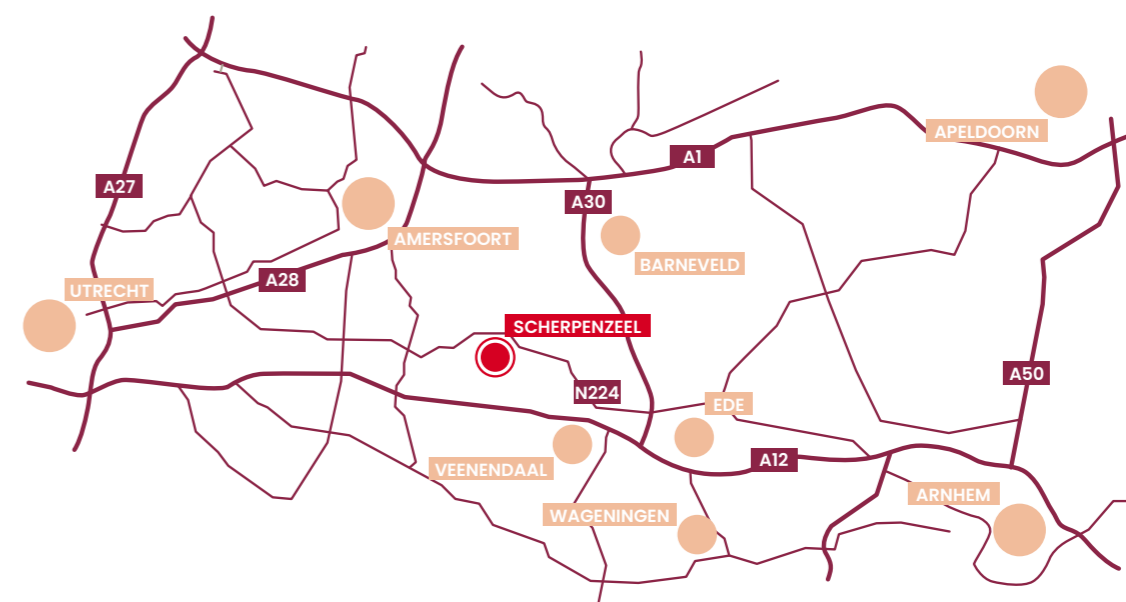 APELDOORN
A1
A27
A30
AMERSFOORT
BARNEVELD
A28
UTRECHT
SCHERPENZEEL
A50
N224
EDE
A12
VEENENDAAL
ARNHEM
WAGENINGEN